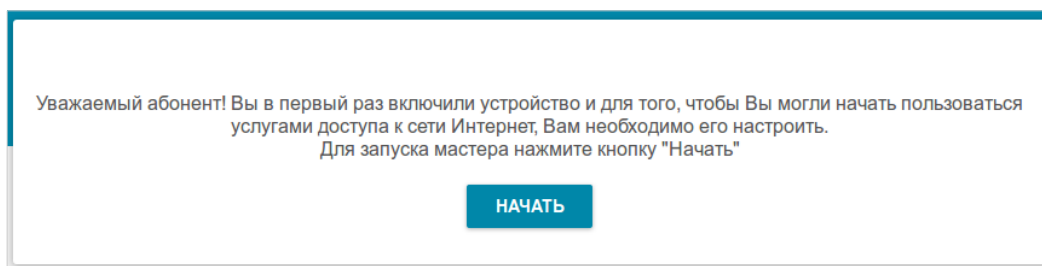 Уважаемый абонент! Вы в первый раз включили устройство и для того, чтобы Вы могли начать пользоваться
услугами доступа к сети Интернет, Вам необходимо его настроить.
Для запуска мастера нажмите кнопку "Начать"
НАЧАТЬ